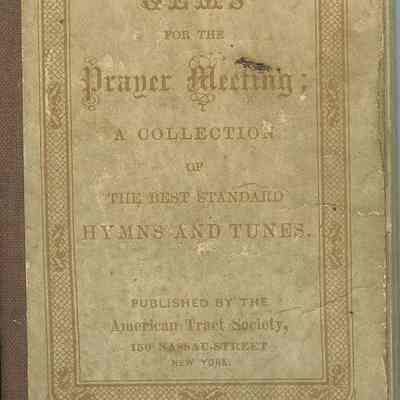 GEMS
FOR THE
Prayer Meeting;
A COLLECTION
OF
THE BEST STANDARD
HYMNS AND TUNES.
PUBLISHED BY THE
American Tract Society,
150 NASSAU-STREET
NEW YORK.